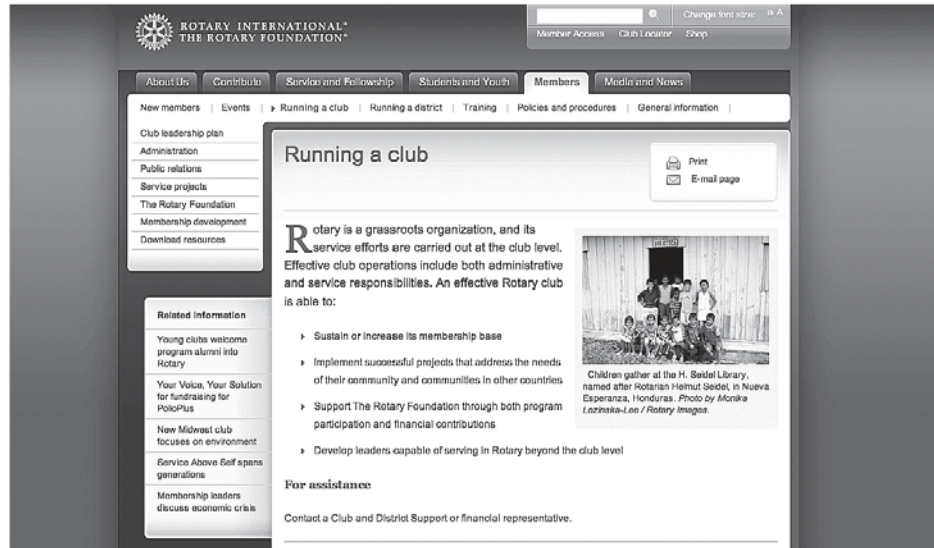 ROTARY INTERNATIONAL
THE ROTARY FOUNDATION
Change font size: a A
Member Access Club Locator Shop
About Us Contribute Service and Fellowship Students and Youth Members Media and News
New members | Events | Running a club | Running a district | Training | Policies and procedures | General information |
Club leadership plan
Administration
Public relations
Service projects
The Rotary Foundation
Membership development
Download resources
Running a club
Print
E-mail page
Rotary is a grassroots organization, and its
service efforts are carried out at the club level.
Effective club operations include both administrative
and service responsibilities. An effective Rotary club
is able to:
Sustain or increase its membership base
Implement successful projects that address the needs
of their community and communities in other countries
Support The Rotary Foundation through both program
participation and financial contributions
Develop leaders capable of serving in Rotary beyond the club level
For assistance
Contact a Club and District Support or financial representative.
Children gather at the H. Seidel Library,
named after Rotarian Helmut Seidel, in Nueva
Esperanza, Honduras. Photo by Monika
Lozinska-Lee / Rotary Images.
Related Information
Young clubs welcome
program alumni into
Rotary
Your Voice, Your Solution
for fundraising for
PolioPlus
New Midwest club
focuses on environment
Service Above Self spans
generations
Membership leaders
discuss economic crisis